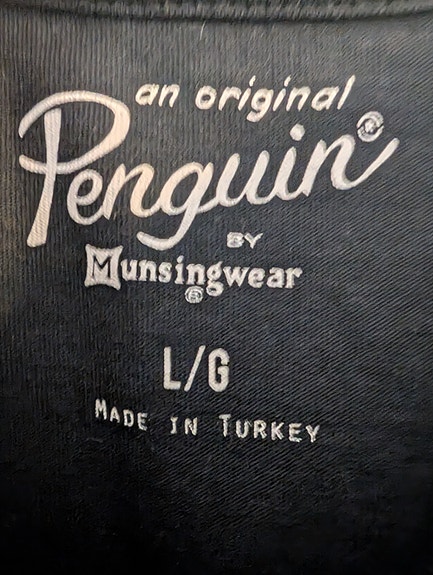 an original
Penguin®
BY
Munsingwear
®
L/G
MADE IN TURKEY